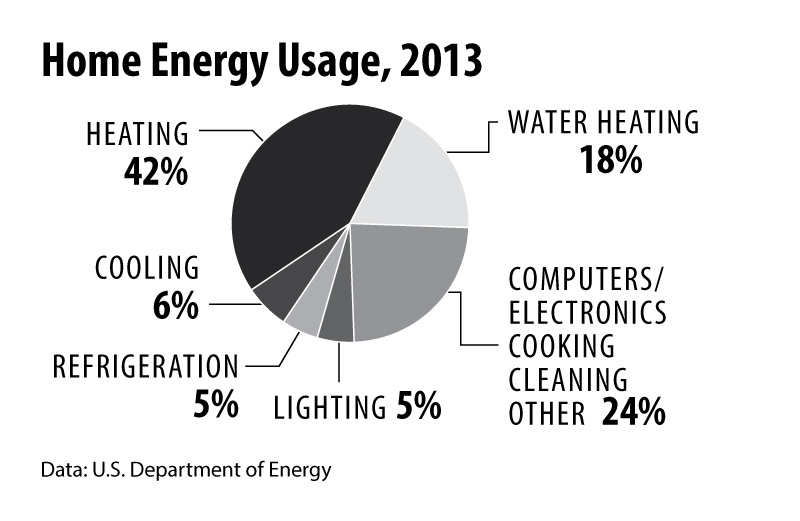 Home Energy Usage, 2013
HEATING
42%
WATER HEATING
18%
COOLING
6%
COMPUTERS/
ELECTRONICS
COOKING
CLEANING
OTHER 24%
REFRIGERATION
5%
LIGHTING 5%
Data: U.S. Department of Energy